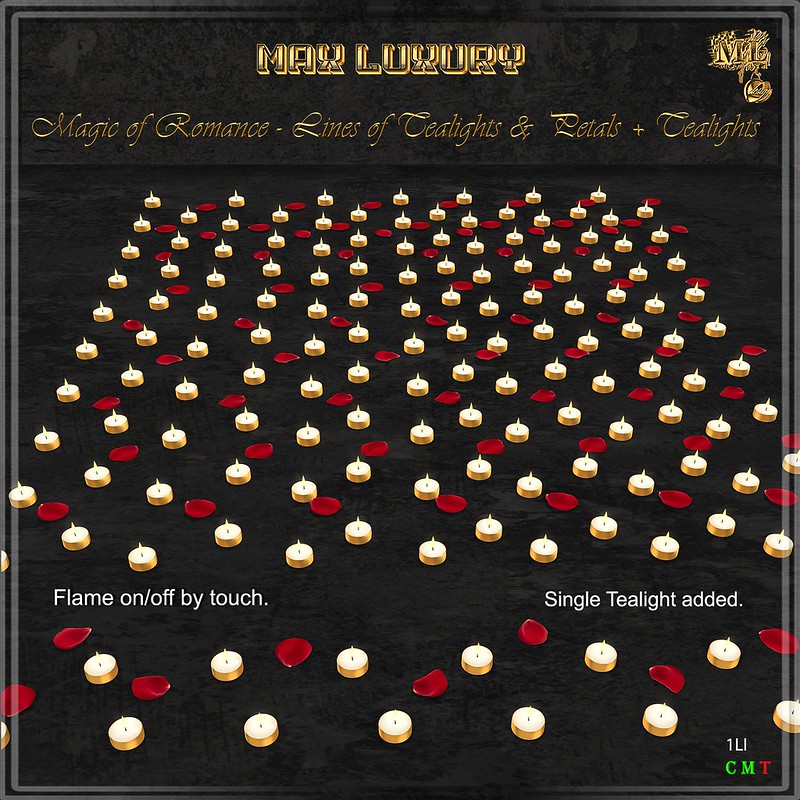 MAX LUXURY
ML
Magic of Romance - Lines of Tealights & Petals + Tealights
Flame on/off by touch.
Single Tealight added.
1LI
C M T